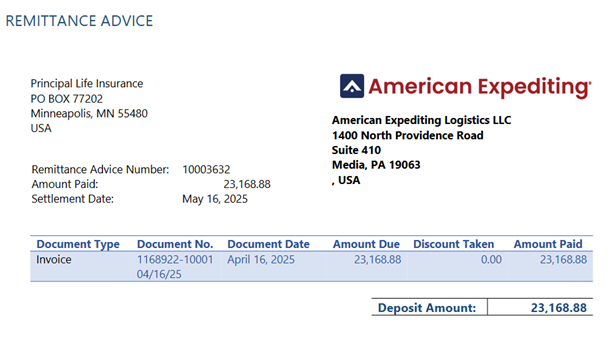 REMITTANCE ADVICE
American Expediting®
Principal Life Insurance
PO BOX 77202
Minneapolis, MN 55480
USA
American Expediting Logistics LLC
1400 North Providence Road
Suite 410
Media, PA 19063
, USA
Remittance Advice Number: 10003632
Amount Paid: 23,168.88
Settlement Date: May 16, 2025
Document Type Document No. Document Date Amount Due Discount Taken Amount Paid
Invoice 1168922-10001 April 16, 2025 23,168.88 0.00 23,168.88
04/16/25
Deposit Amount: 23,168.88